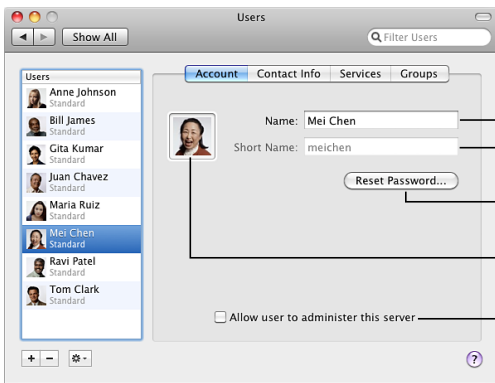 Users
Show All
Filter Users
Users
Anne Johnson
Standard
Bill James
Standard
Gita Kumar
Standard
Juan Chavez
Standard
Maria Ruiz
Standard
Mei Chen
Standard
Ravi Patel
Standard
Tom Clark
Standard
Account Contact Info Services Groups
Name: Mei Chen
Short Name: meichen
Reset Password...
Allow user to administer this server
+ −
?